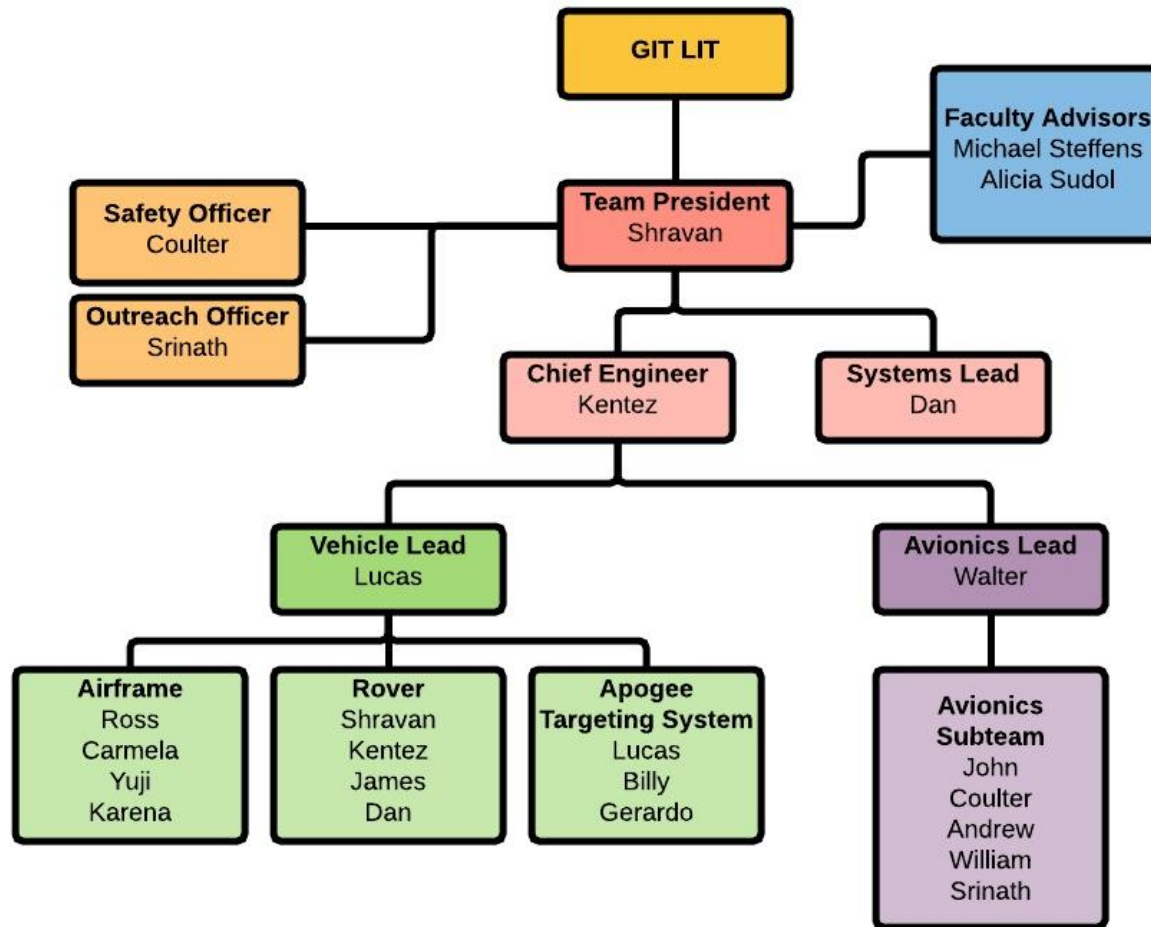 GIT LIT
Faculty Advisors
Michael Steffens
Alicia Sudol
Team President
Shravan
Safety Officer
Coulter
Outreach Officer
Srinath
Chief Engineer
Kentez
Systems Lead
Dan
Vehicle Lead
Lucas
Avionics Lead
Walter
Airframe
Ross
Carmela
Yuji
Karena
Rover
Shravan
Kentez
James
Dan
Apogee
Targeting System
Lucas
Billy
Gerardo
Avionics
Subteam
John
Coulter
Andrew
William
Srinath